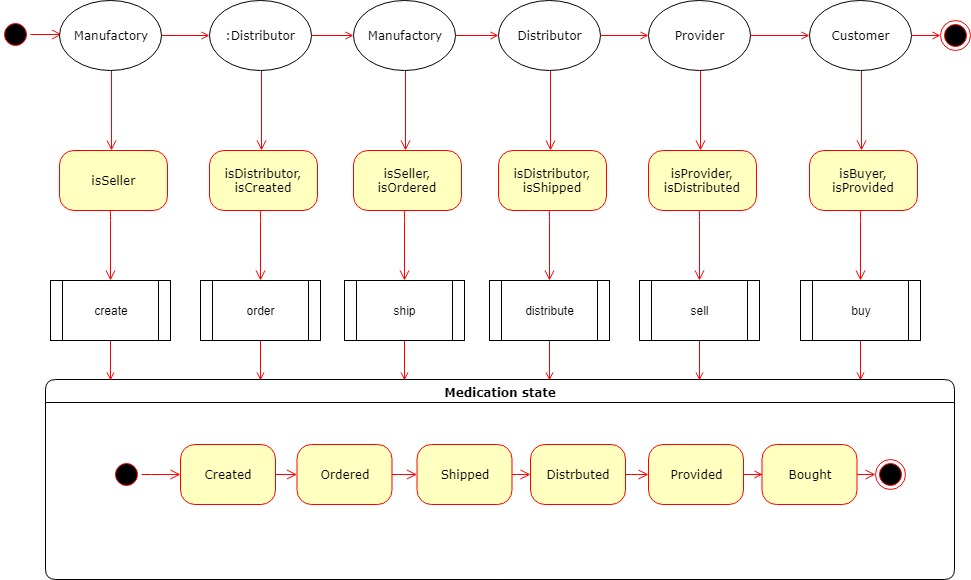 Manufactory
:Distributor
Manufactory
Distributor
Provider
Customer
isSeller
isDistributor,
isCreated
isSeller,
isOrdered
isDistributor,
isShipped
isProvider,
isDistributed
isBuyer,
isProvided
create
order
ship
distribute
sell
buy
Medication state
Created
Ordered
Shipped
Distrbuted
Provided
Bought